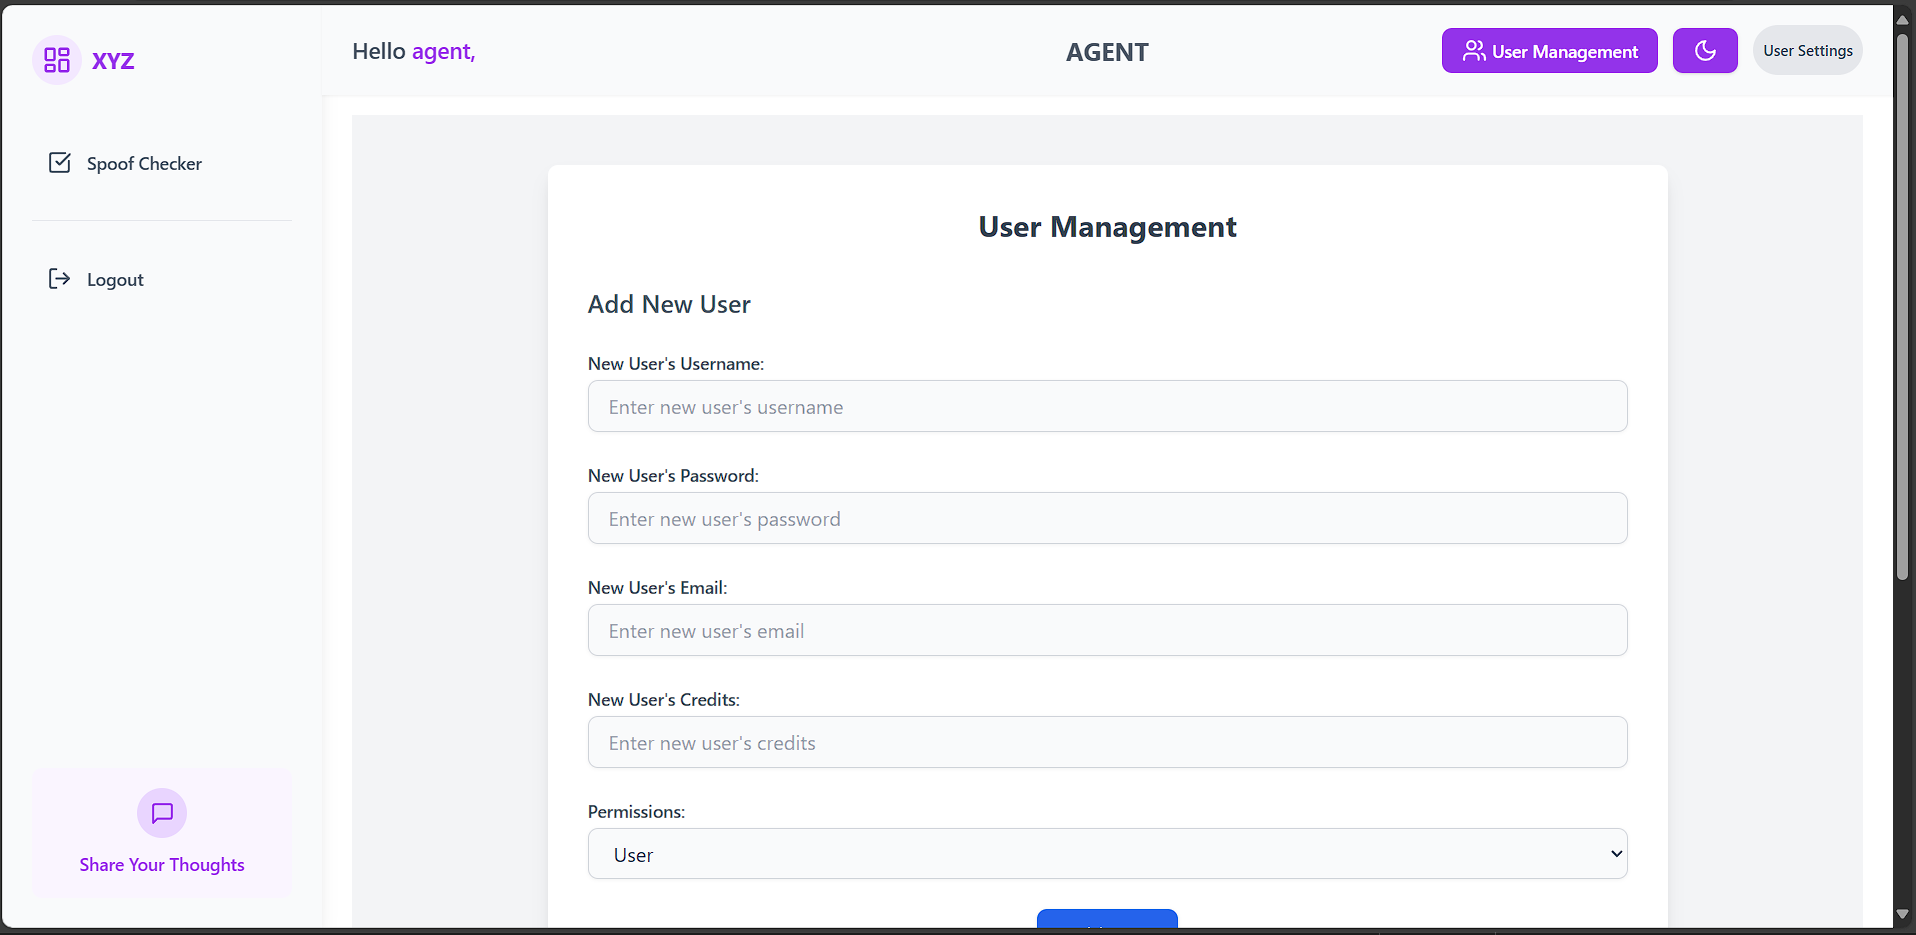 XYZ
Spoof Checker
Logout
Share Your Thoughts
Hello agent,
AGENT
User Management
User Settings
User Management
Add New User
New User's Username:
Enter new user's username
New User's Password:
Enter new user's password
New User's Email:
Enter new user's email
New User's Credits:
Enter new user's credits
Permissions:
User